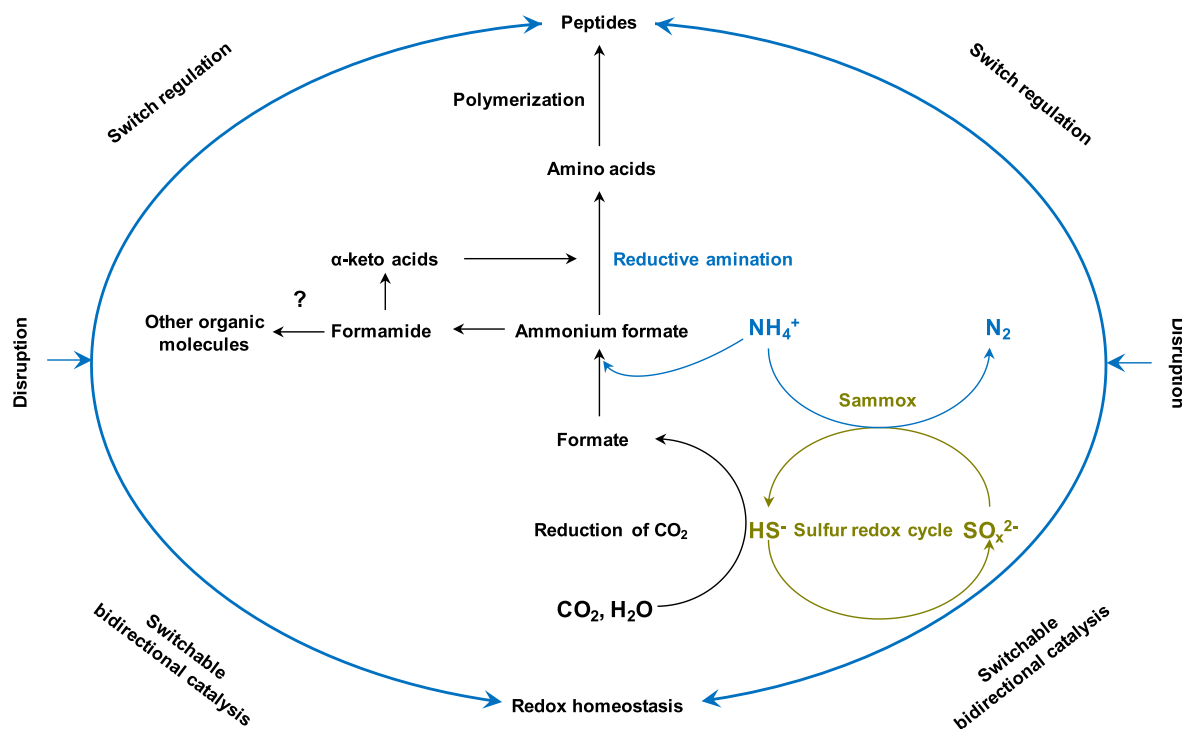 Peptides
Switch regulation
Switch regulation
Polymerization
Amino acids
α-keto acids
Reductive amination
?
Other organic
molecules
Formamide
Ammonium formate
NH₄⁺
N₂
Disruption
Disruption
Sammox
Formate
Reduction of CO₂
HS⁻
Sulfur redox cycle
SOₓ²⁻
CO₂, H₂O
Switchable
bidirectional catalysis
Switchable
bidirectional catalysis
Redox homeostasis